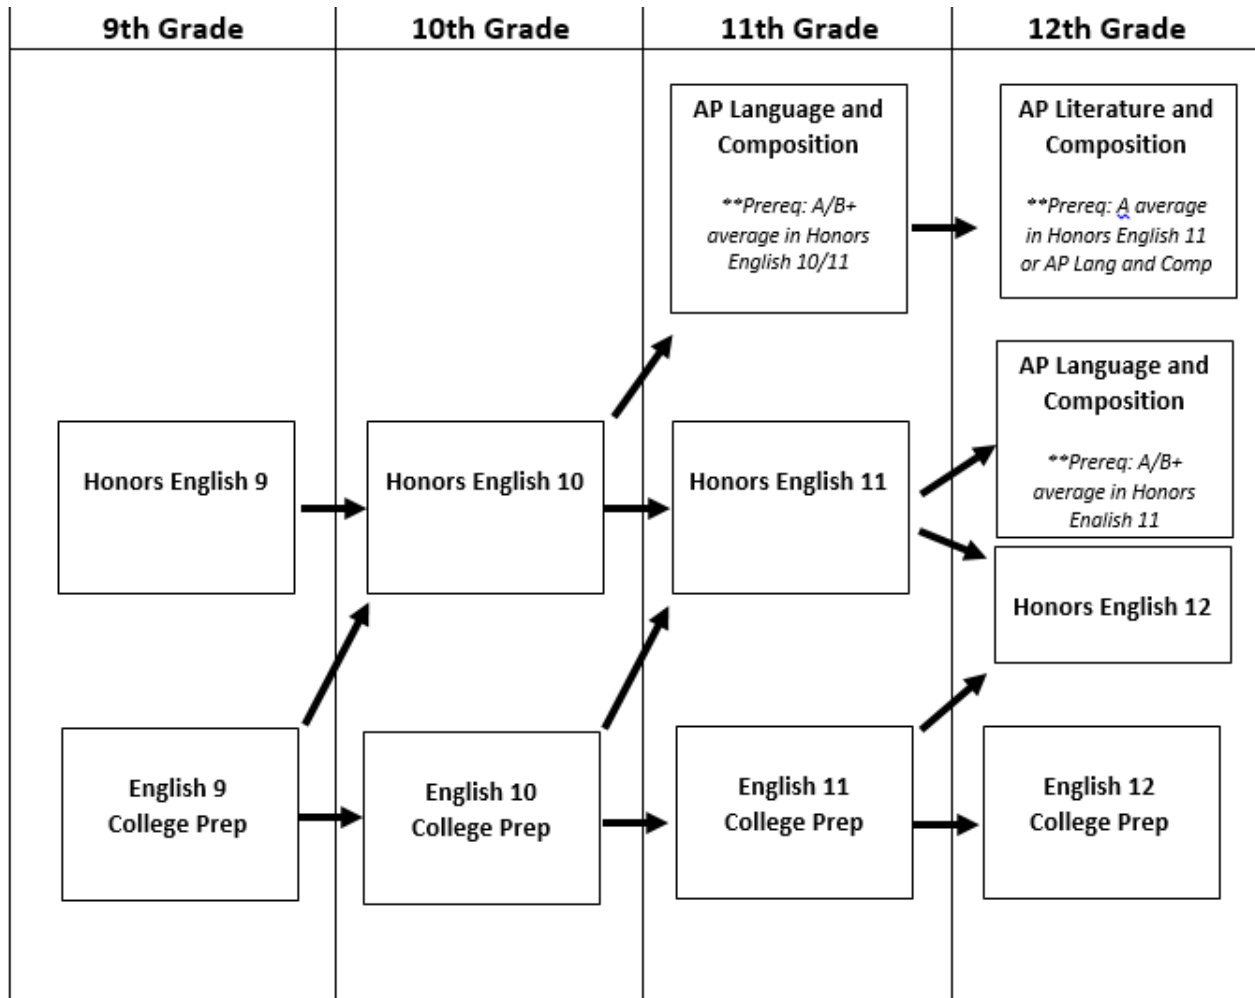 9th Grade
10th Grade
11th Grade
12th Grade
AP Language and
Composition
**Prereq: A/B+
average in Honors
English 10/11
AP Literature and
Composition
**Prereq: A average
in Honors English 11
or AP Lang and Comp
AP Language and
Composition
**Prereq: A/B+
average in Honors
Enalish 11
Honors English 9
Honors English 10
Honors English 11
Honors English 12
English 9
College Prep
English 10
College Prep
English 11
College Prep
English 12
College Prep